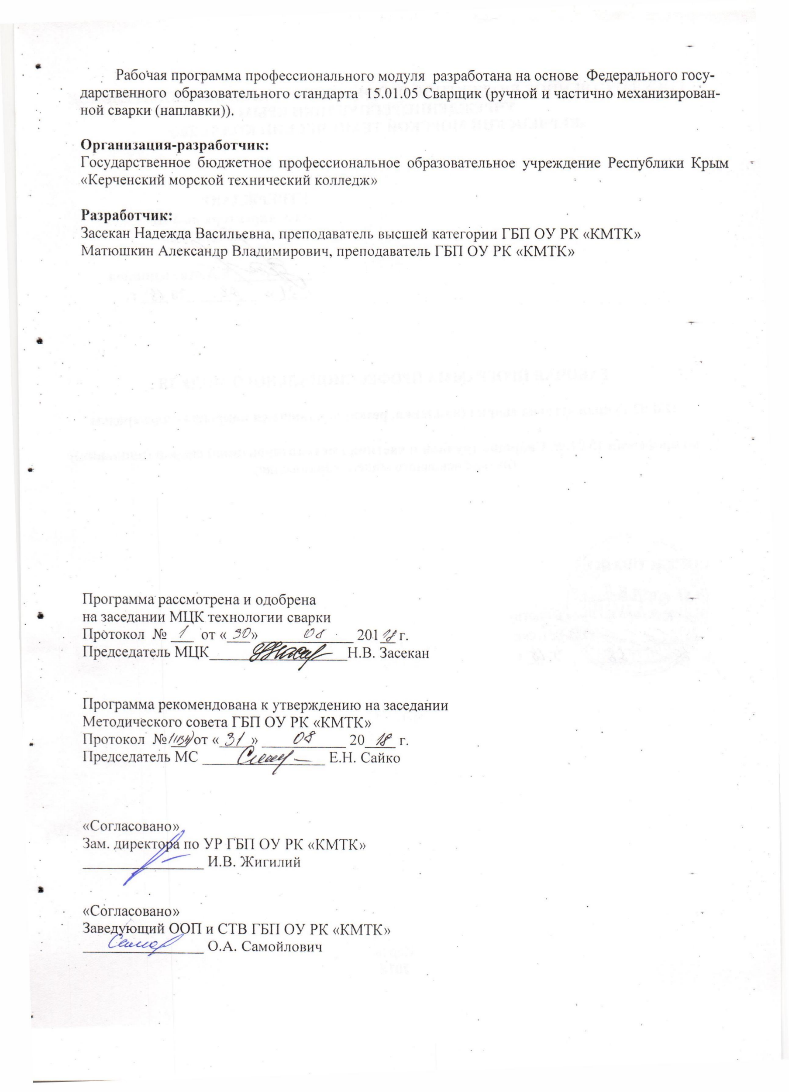 Рабочая программа профессионального модуля разработана на основе Федерального госу-
дарственного образовательного стандарта 15.01.05 Сварщик (ручной и частично механизирован-
ной сварки (наплавки)).
Организация-разработчик:
Государственное бюджетное профессиональное образовательное учреждение Республики Крым
«Керченский морской технический колледж»
Разработчик:
Засекан Надежда Васильевна, преподаватель высшей категории ГБП ОУ РК «КМТК»
Матюшкин Александр Владимирович, преподаватель ГБП ОУ РК «КМТК»
Программа рассмотрена и одобрена
на заседании МЦК технологии сварки
Протокол № 1 от «30» 08 2018 г.
Председатель МЦК Н.В. Засекан
Программа рекомендована к утверждению на заседании
Методического совета ГБП ОУ РК «КМТК»
Протокол № от «31» 08 2018 г.
Председатель МС Е.Н. Сайко
«Согласовано»
Зам. директора по УР ГБП ОУ РК «КМТК»
И.В. Жигилий
«Согласовано»
Заведующий ООП и СТВ ГБП ОУ РК «КМТК»
О.А. Самойлович